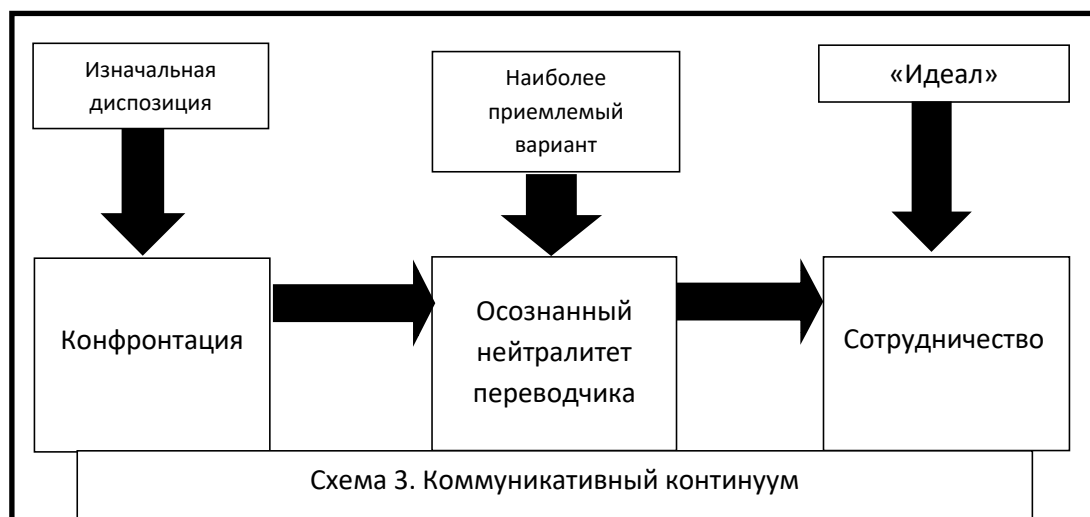 Изначальная
диспозиция
Наиболее
приемлемый
вариант
«Идеал»
Конфронтация
Осознанный
нейтралитет
переводчика
Сотрудничество
Схема 3. Коммуникативный континуум